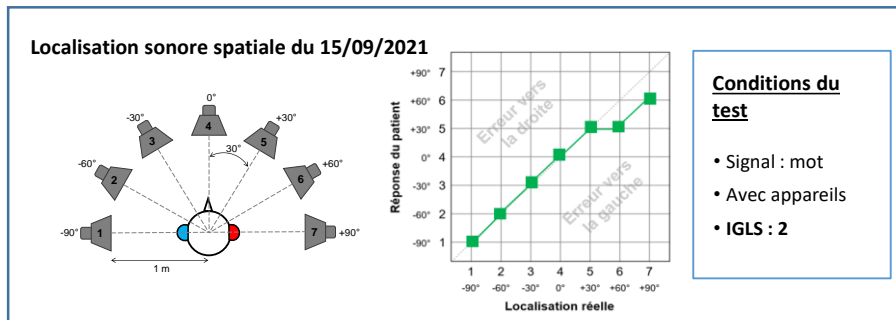 Localisation sonore spatiale du 15/09/2021
0°
4
-30°
3
+30°
5
30°
-60°
2
+60°
6
-90°
1
7
+90°
1 m
Réponse du patient
+90° 7
+60° 6
+30° 5
0° 4
-30° 3
-60° 2
-90° 1
Erreur vers
la droite
Erreur vers
la gauche
1 2 3 4 5 6 7
-90° -60° -30° 0° +30° +60° +90°
Localisation réelle
Conditions du
test
• Signal : mot
• Avec appareils
• IGLS : 2